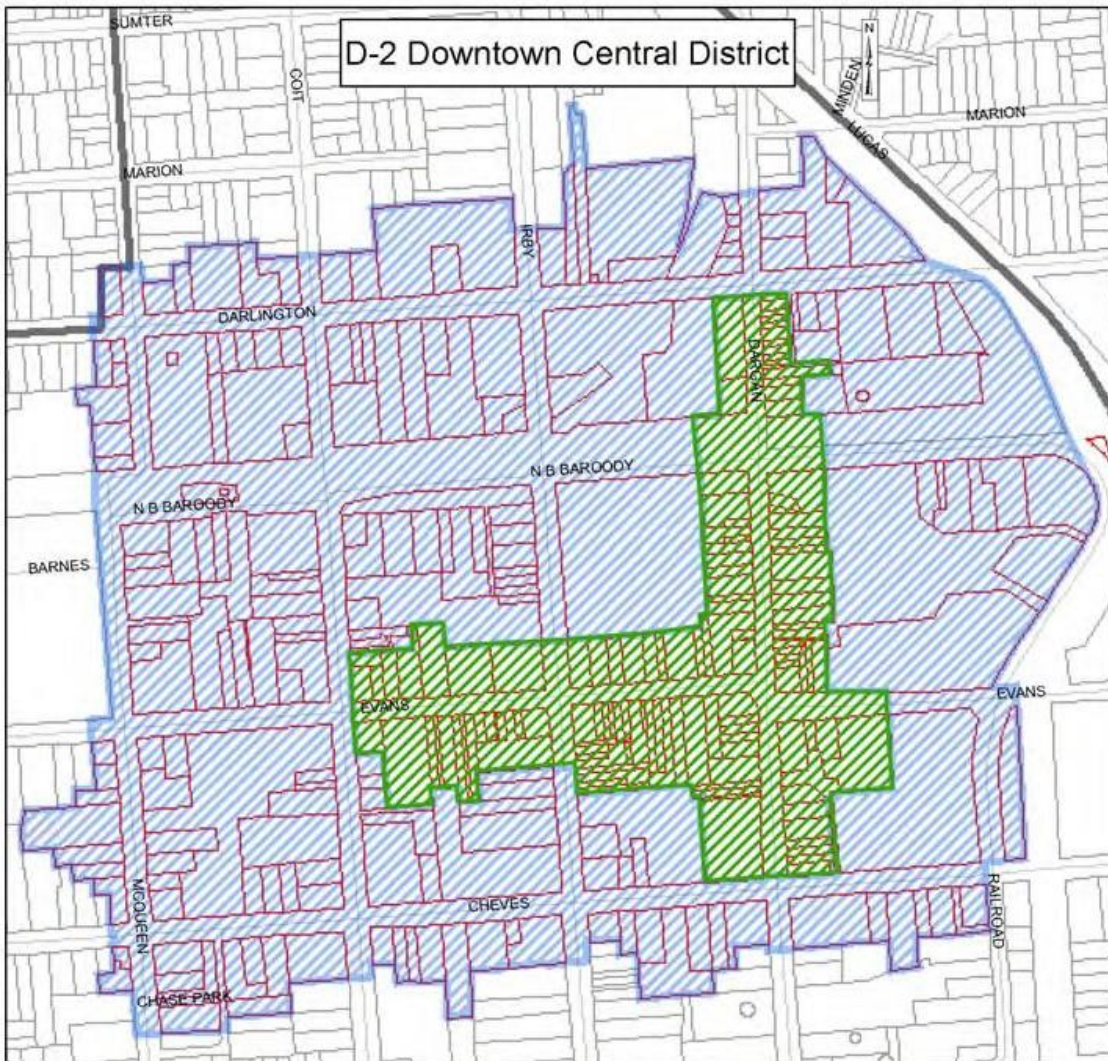 SUMTER
D-2 Downtown Central District
N
COIT
MINDEN
MARION
LUCAS
MARION
IRBY
DARLINGTON
DARGAN
N B BAROODY
N B BAROODY
BARNES
EVANS
EVANS
MCQUEEN
CHEVES
RAILROAD
CHASE PARK